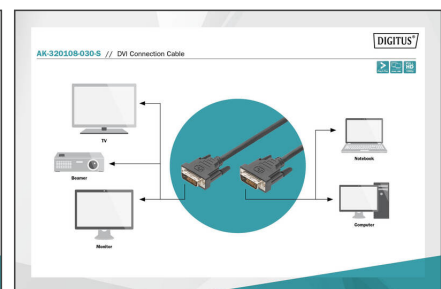 DIGITUS®
AK-320108-030-S // DVI Connection Cable
HD
TV
Beamer
Monitor
Notebook
Computer